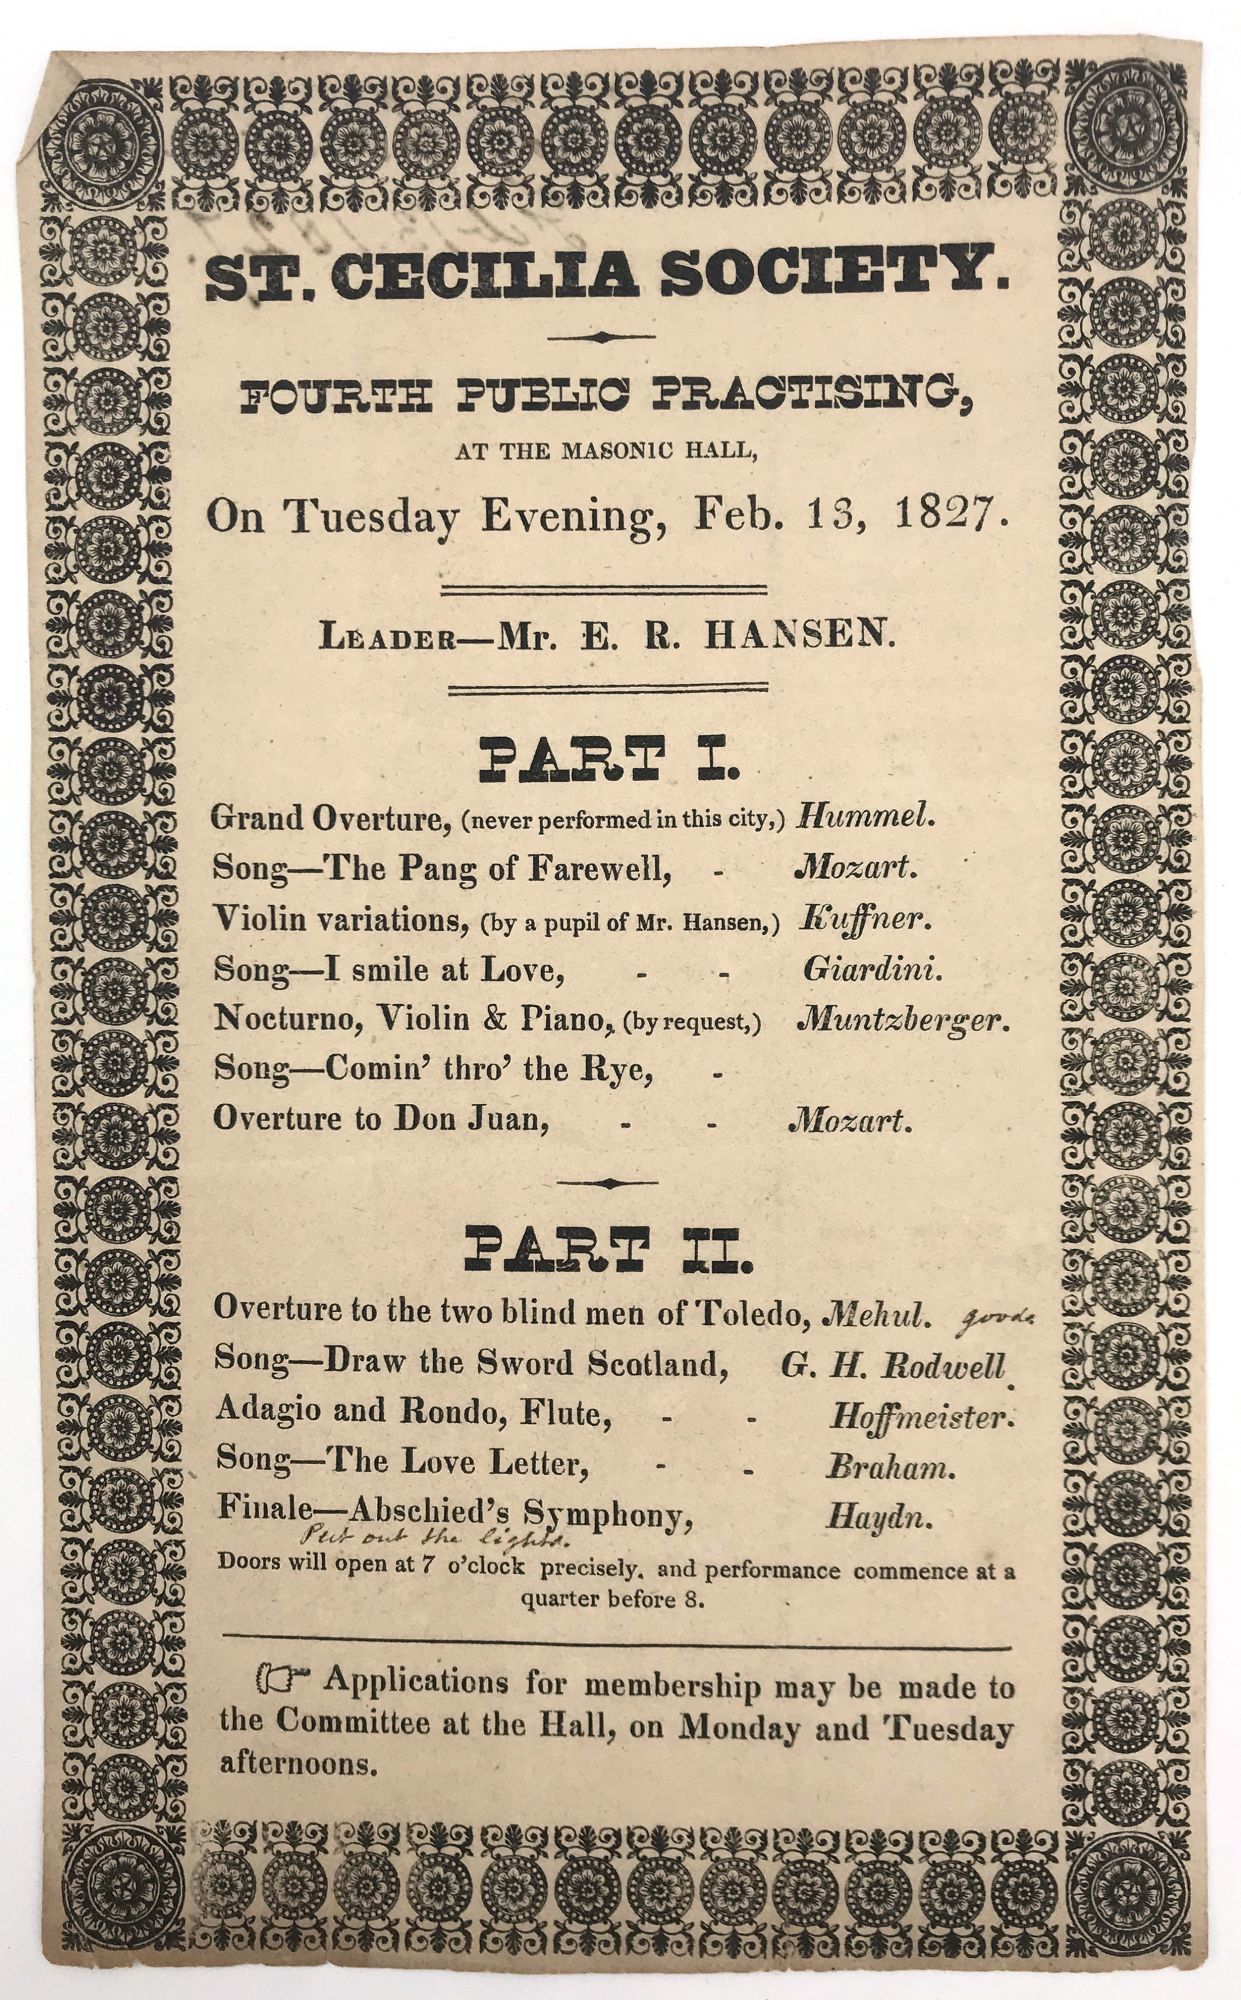 ST. CECILIA SOCIETY.
FOURTH PUBLIC PRACTISING,
AT THE MASONIC HALL,
On Tuesday Evening, Feb. 13, 1827.
LEADER—Mr. E. R. HANSEN.
PART I.
Grand Overture, (never performed in this city,) Hummel.
Song—The Pang of Farewell, - Mozart.
Violin variations, (by a pupil of Mr. Hansen,) Kuffner.
Song—I smile at Love, - - Giardini.
Nocturno, Violin & Piano, (by request,) Muntzberger.
Song—Comin' thro' the Rye, -
Overture to Don Juan, - - Mozart.
PART II.
Overture to the two blind men of Toledo, Mehul. good
Song—Draw the Sword Scotland, G. H. Rodwell.
Adagio and Rondo, Flute, - - Hoffmeister.
Song—The Love Letter, - - Braham.
Finale—Abschied's Symphony, Haydn.
Put out the lights.
Doors will open at 7 o'clock precisely. and performance commence at a
quarter before 8.
☞ Applications for membership may be made to
the Committee at the Hall, on Monday and Tuesday
afternoons.